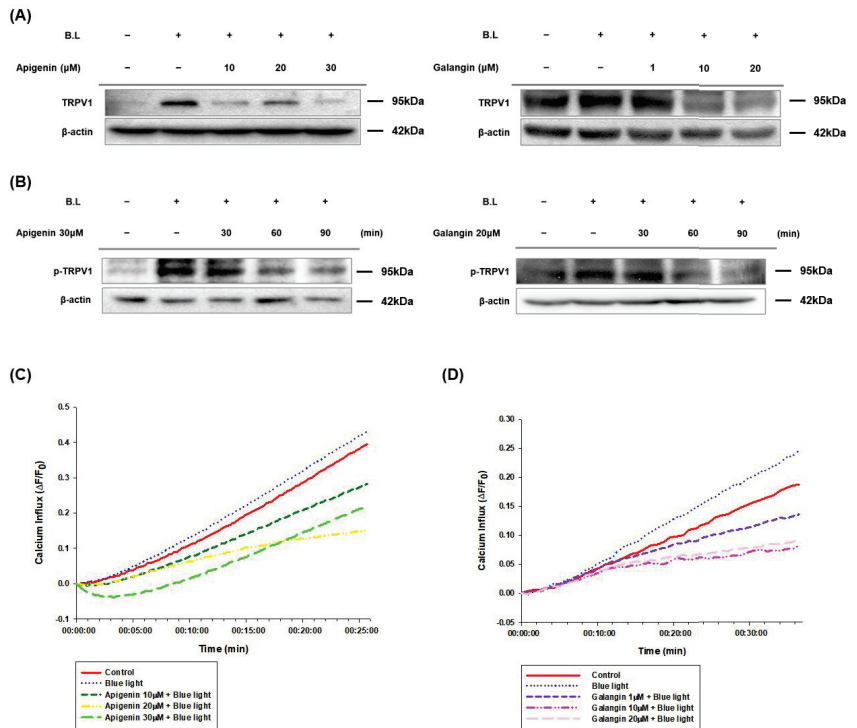 (A)
B.L – + + + +
Apigenin (μM) – – 10 20 30
TRPV1 95kDa
β-actin 42kDa
B.L – + + + +
Galangin (μM) – – 1 10 20
TRPV1 95kDa
β-actin 42kDa
(B)
B.L – + + + +
Apigenin 30μM – – 30 60 90 (min)
p-TRPV1 95kDa
β-actin 42kDa
B.L – + + + +
Galangin 20μM – – 30 60 90 (min)
p-TRPV1 95kDa
β-actin 42kDa
(C)
Calcium Influx (ΔF/F0)
0.5
0.4
0.3
0.2
0.1
0.0
-0.1
00:00:00 00:05:00 00:10:00 00:15:00 00:20:00 00:25:00
Time (min)
Control
Blue light
Apigenin 10μM + Blue light
Apigenin 20μM + Blue light
Apigenin 30μM + Blue light
(D)
Calcium Influx (ΔF/F0)
0.30
0.25
0.20
0.15
0.10
0.05
0.00
-0.05
00:00:00 00:10:00 00:20:00 00:30:00
Time (min)
Control
Blue light
Galangin 1μM + Blue light
Galangin 10μM + Blue light
Galangin 20μM + Blue light